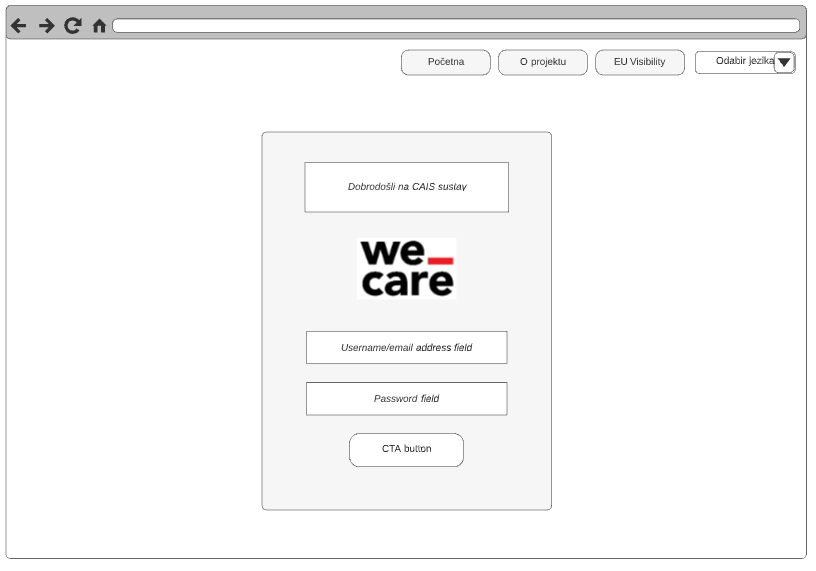 Početna
O projektu
EU Visibility
Odabir jezika
Dobrodošli na CAIS sustav
we_
care
Username/email address field
Password field
CTA button